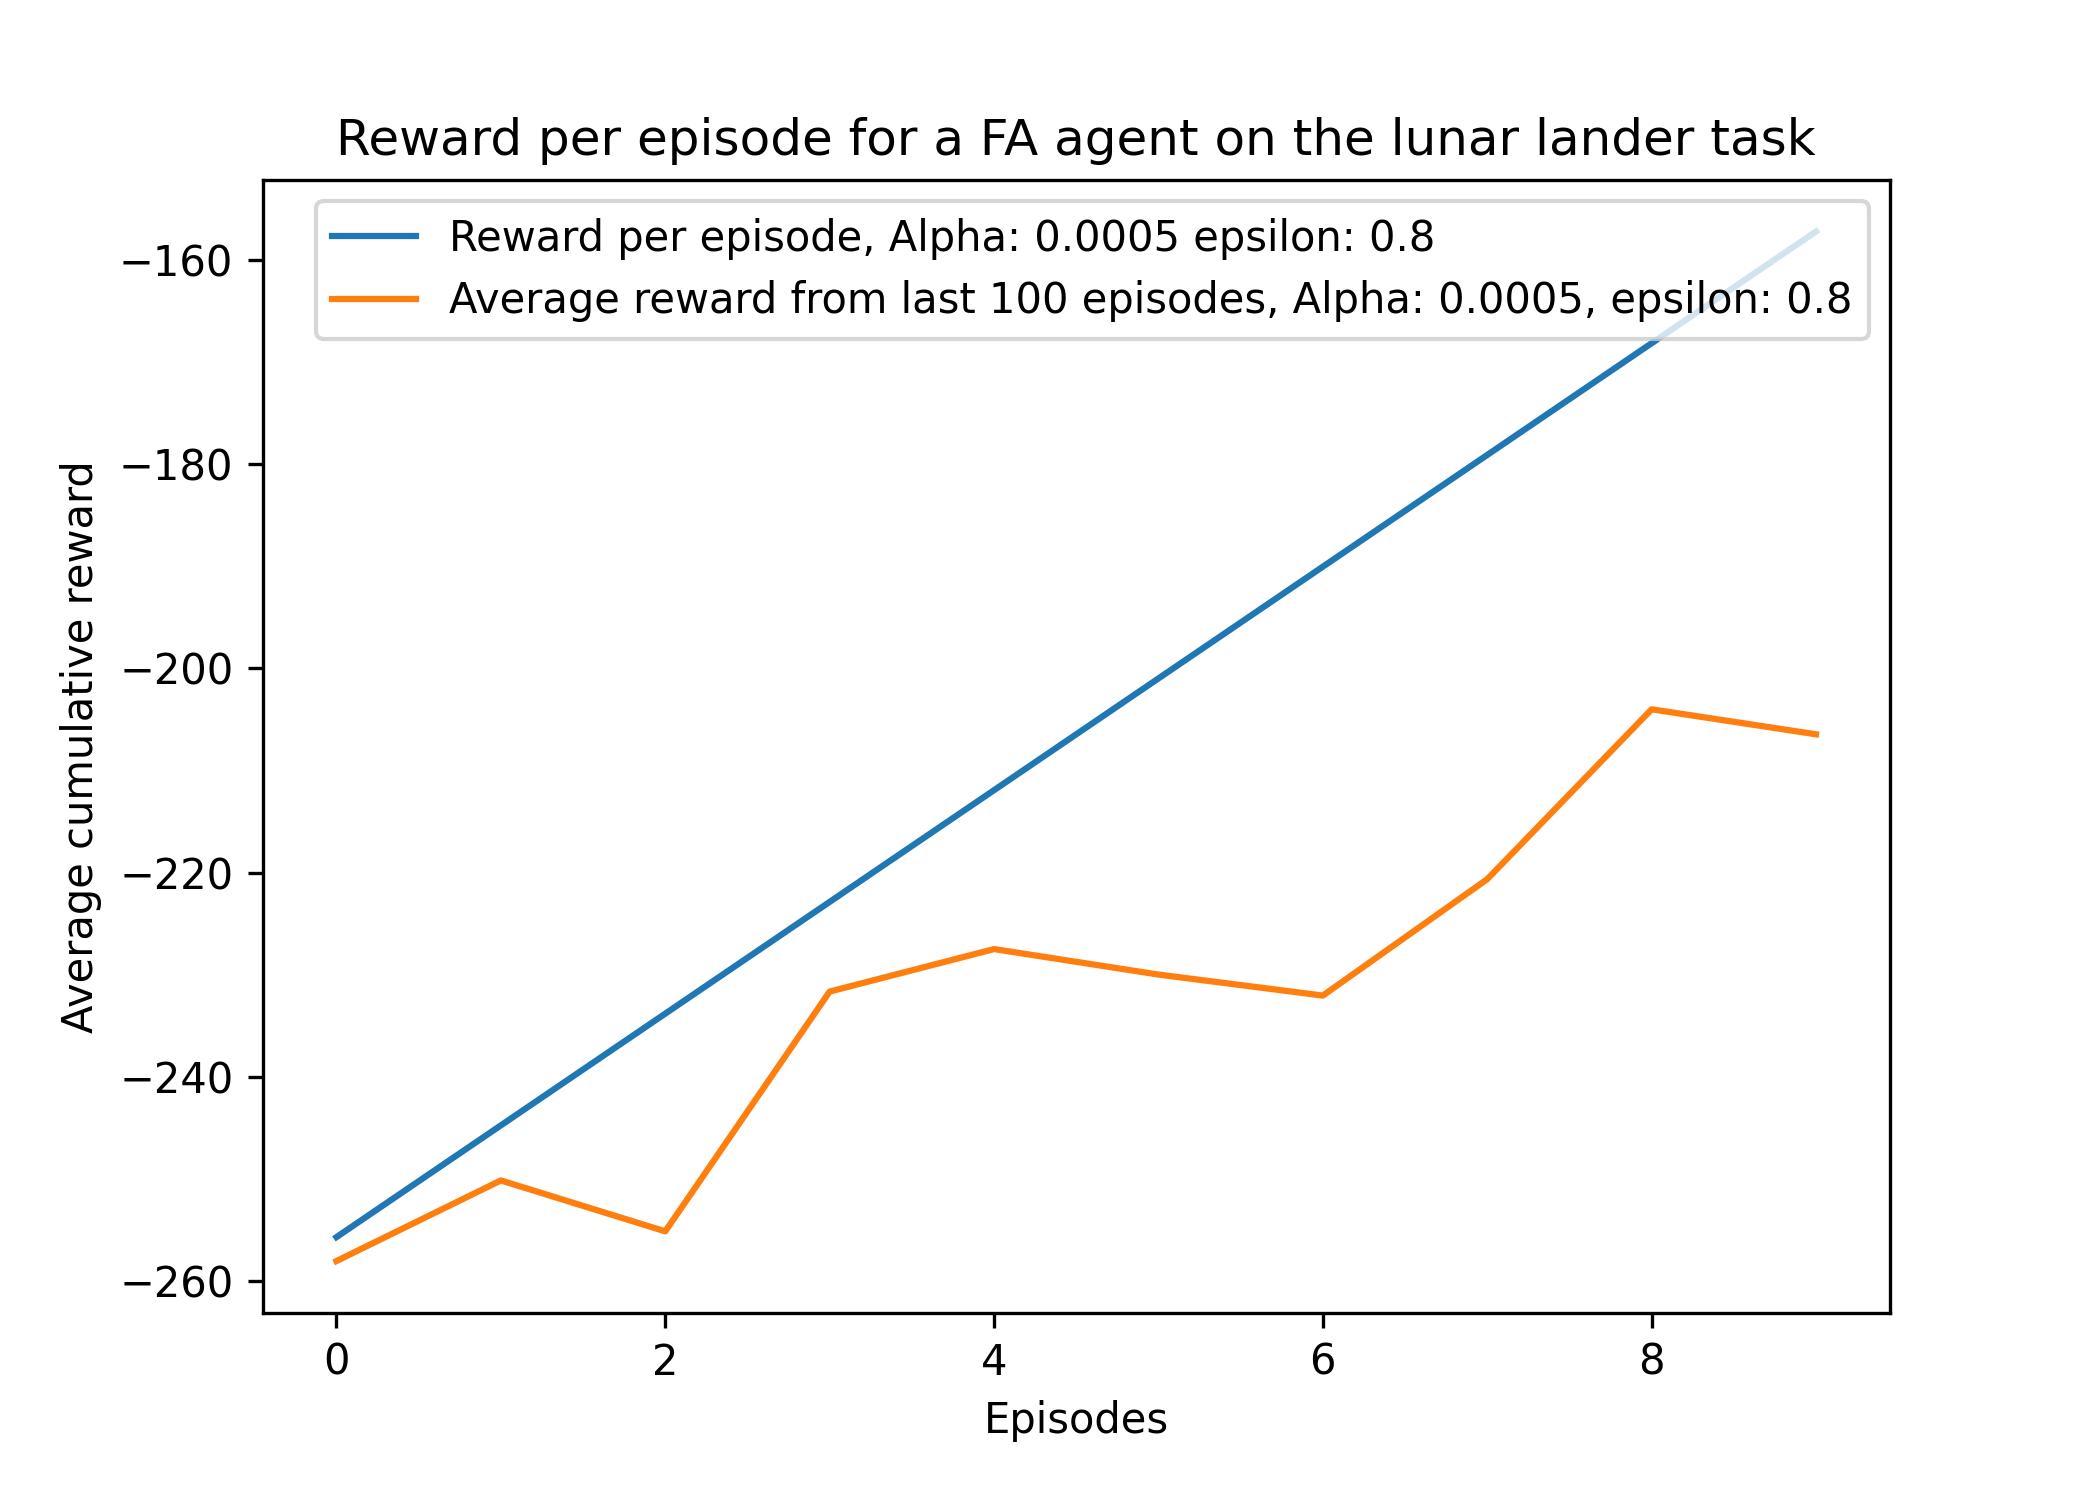 Reward per episode for a FA agent on the lunar lander task
Reward per episode, Alpha: 0.0005 epsilon: 0.8
Average reward from last 100 episodes, Alpha: 0.0005, epsilon: 0.8
Average cumulative reward
−160
−180
−200
−220
−240
−260
0 2 4 6 8
Episodes